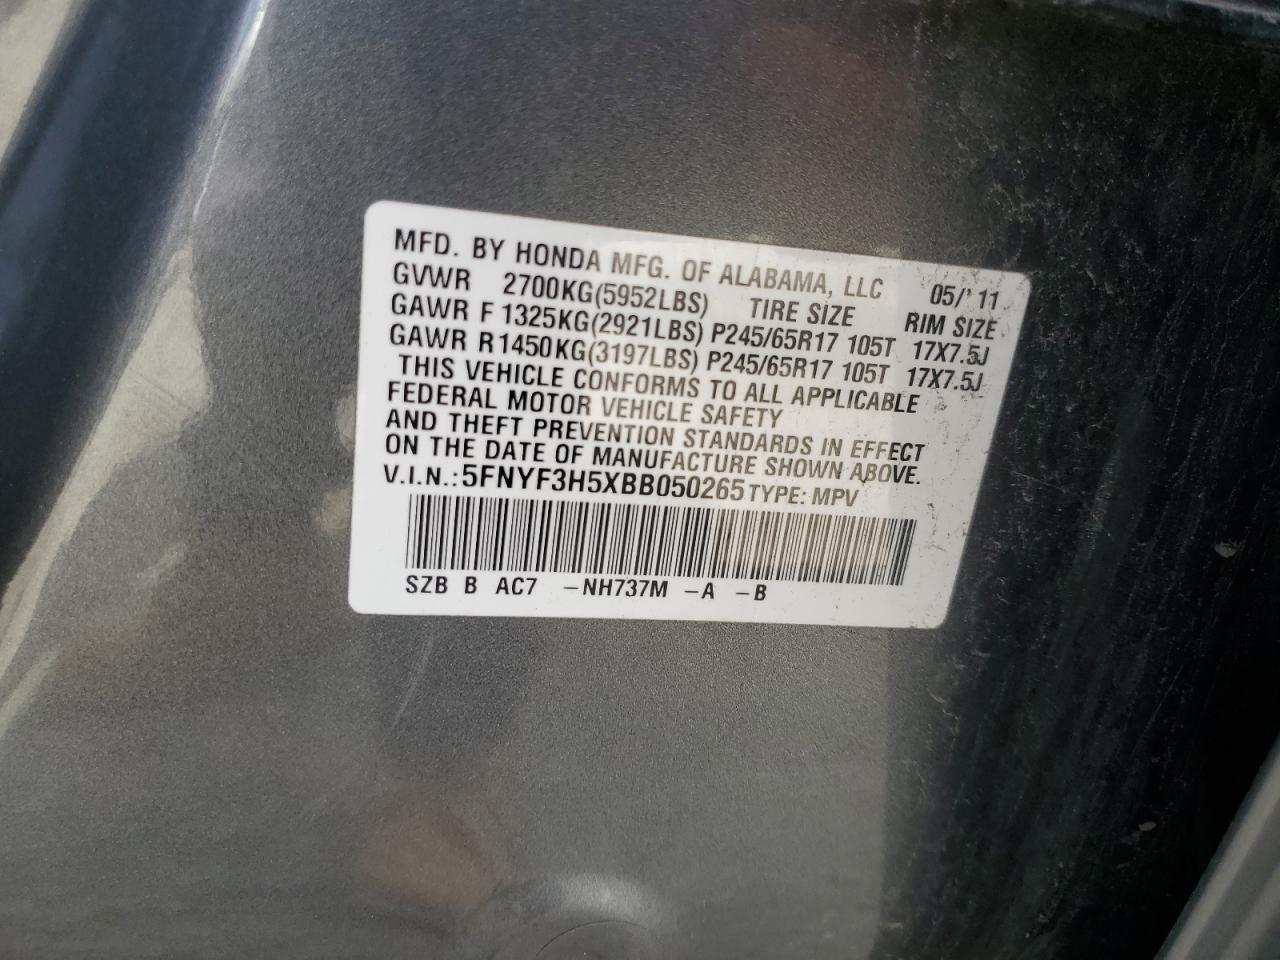 MFD. BY HONDA MFG. OF ALABAMA, LLC 05/'11
GVWR 2700KG(5952LBS) TIRE SIZE RIM SIZE
GAWR F 1325KG(2921LBS) P245/65R17 105T 17X7.5J
GAWR R1450KG(3197LBS) P245/65R17 105T 17X7.5J
THIS VEHICLE CONFORMS TO ALL APPLICABLE
FEDERAL MOTOR VEHICLE SAFETY
AND THEFT PREVENTION STANDARDS IN EFFECT
ON THE DATE OF MANUFACTURE SHOWN ABOVE.
V.I.N.:5FNYF3H5XBB050265 TYPE: MPV
SZB B AC7 -NH737M -A -B